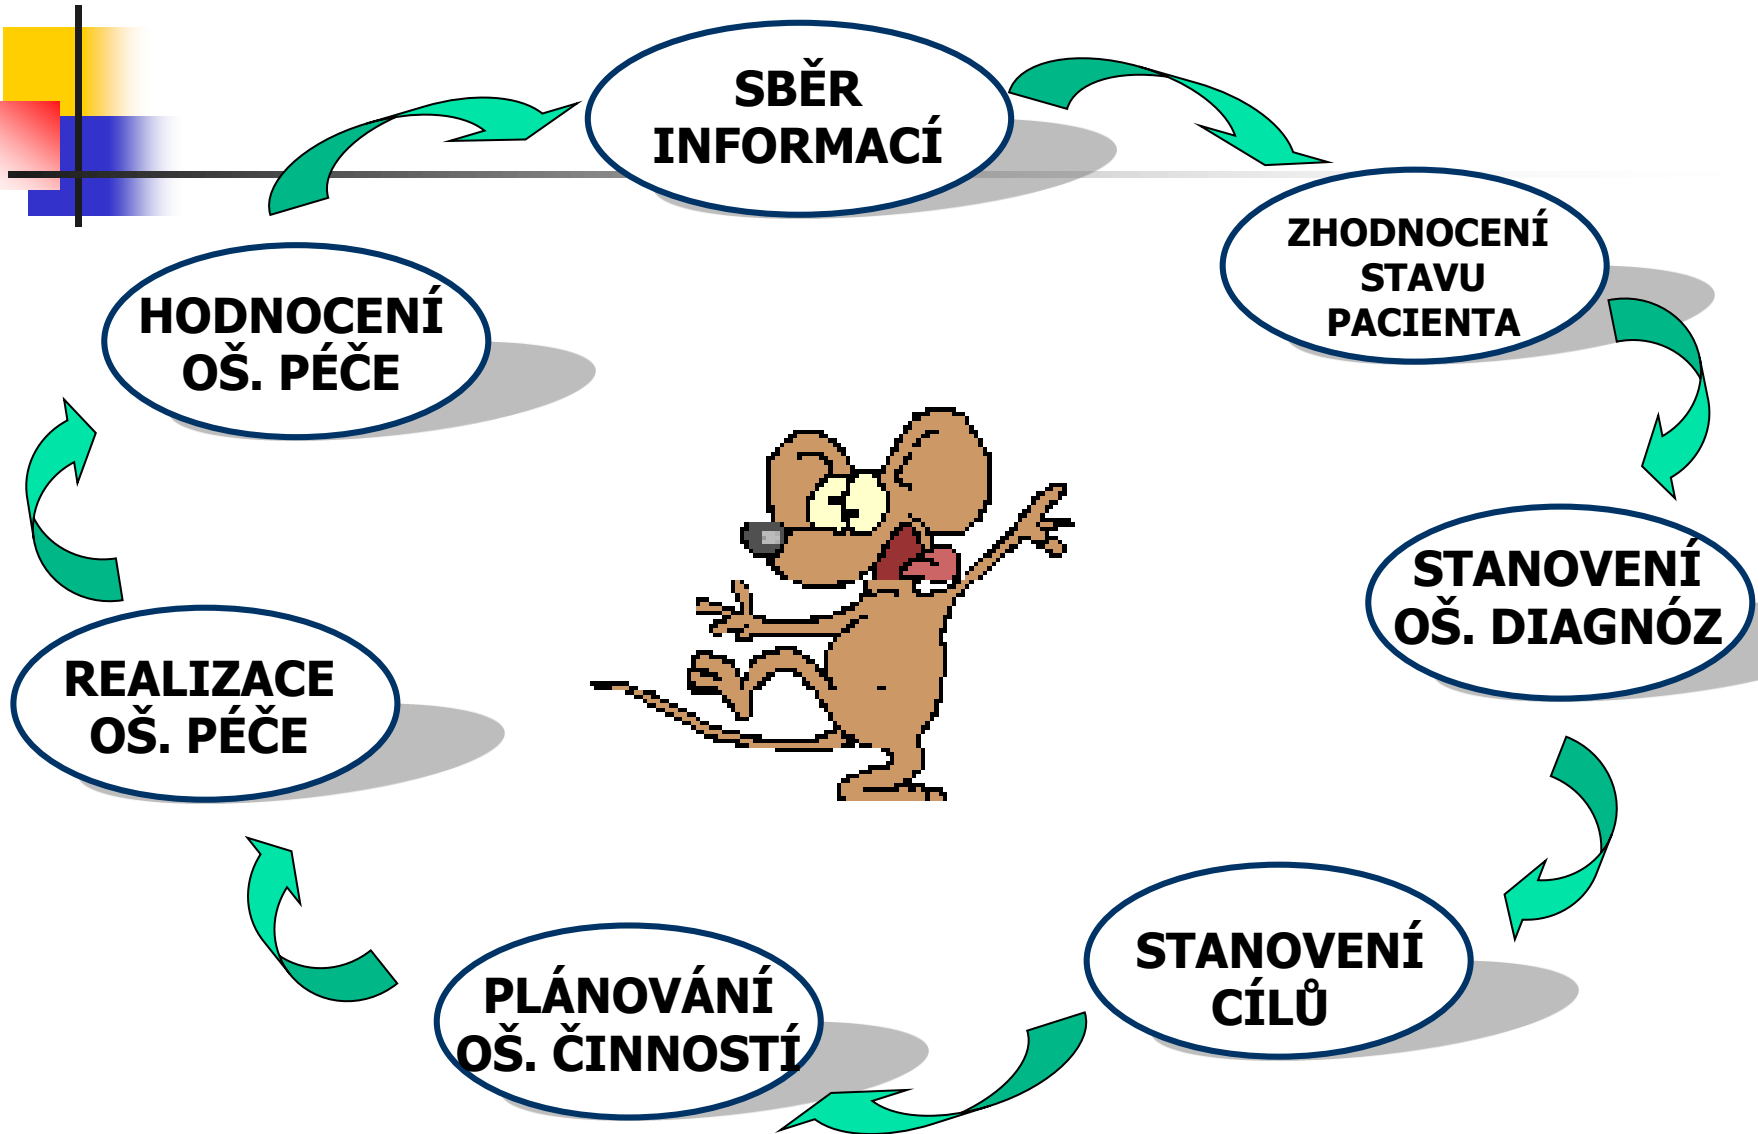 SBĚR
INFORMACÍ
ZHODNOCENÍ
STAVU
PACIENTA
STANOVENÍ
OŠ. DIAGNÓZ
STANOVENÍ
CÍLŮ
PLÁNOVÁNÍ
OŠ. ČINNOSTÍ
REALIZACE
OŠ. PÉČE
HODNOCENÍ
OŠ. PÉČE